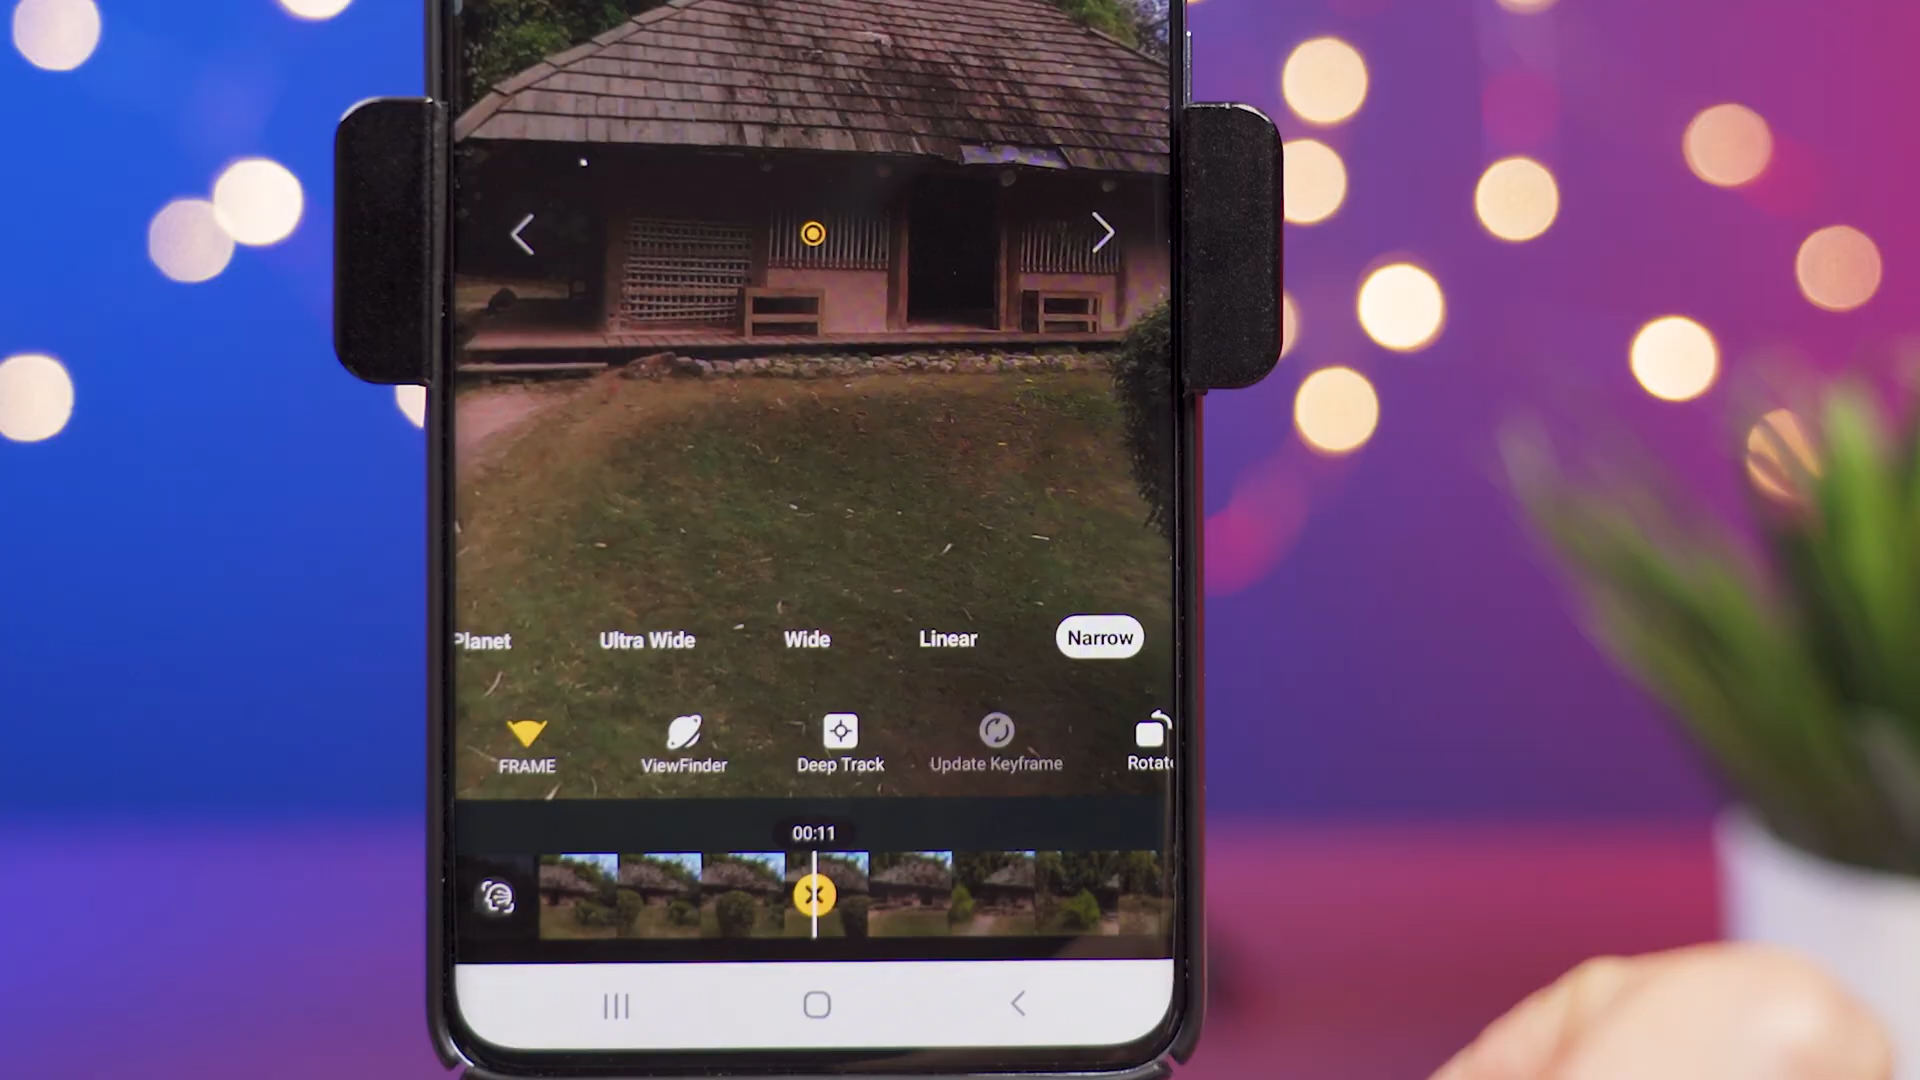 Planet Ultra Wide Wide Linear Narrow
FRAME ViewFinder Deep Track Update Keyframe Rotate
00:11